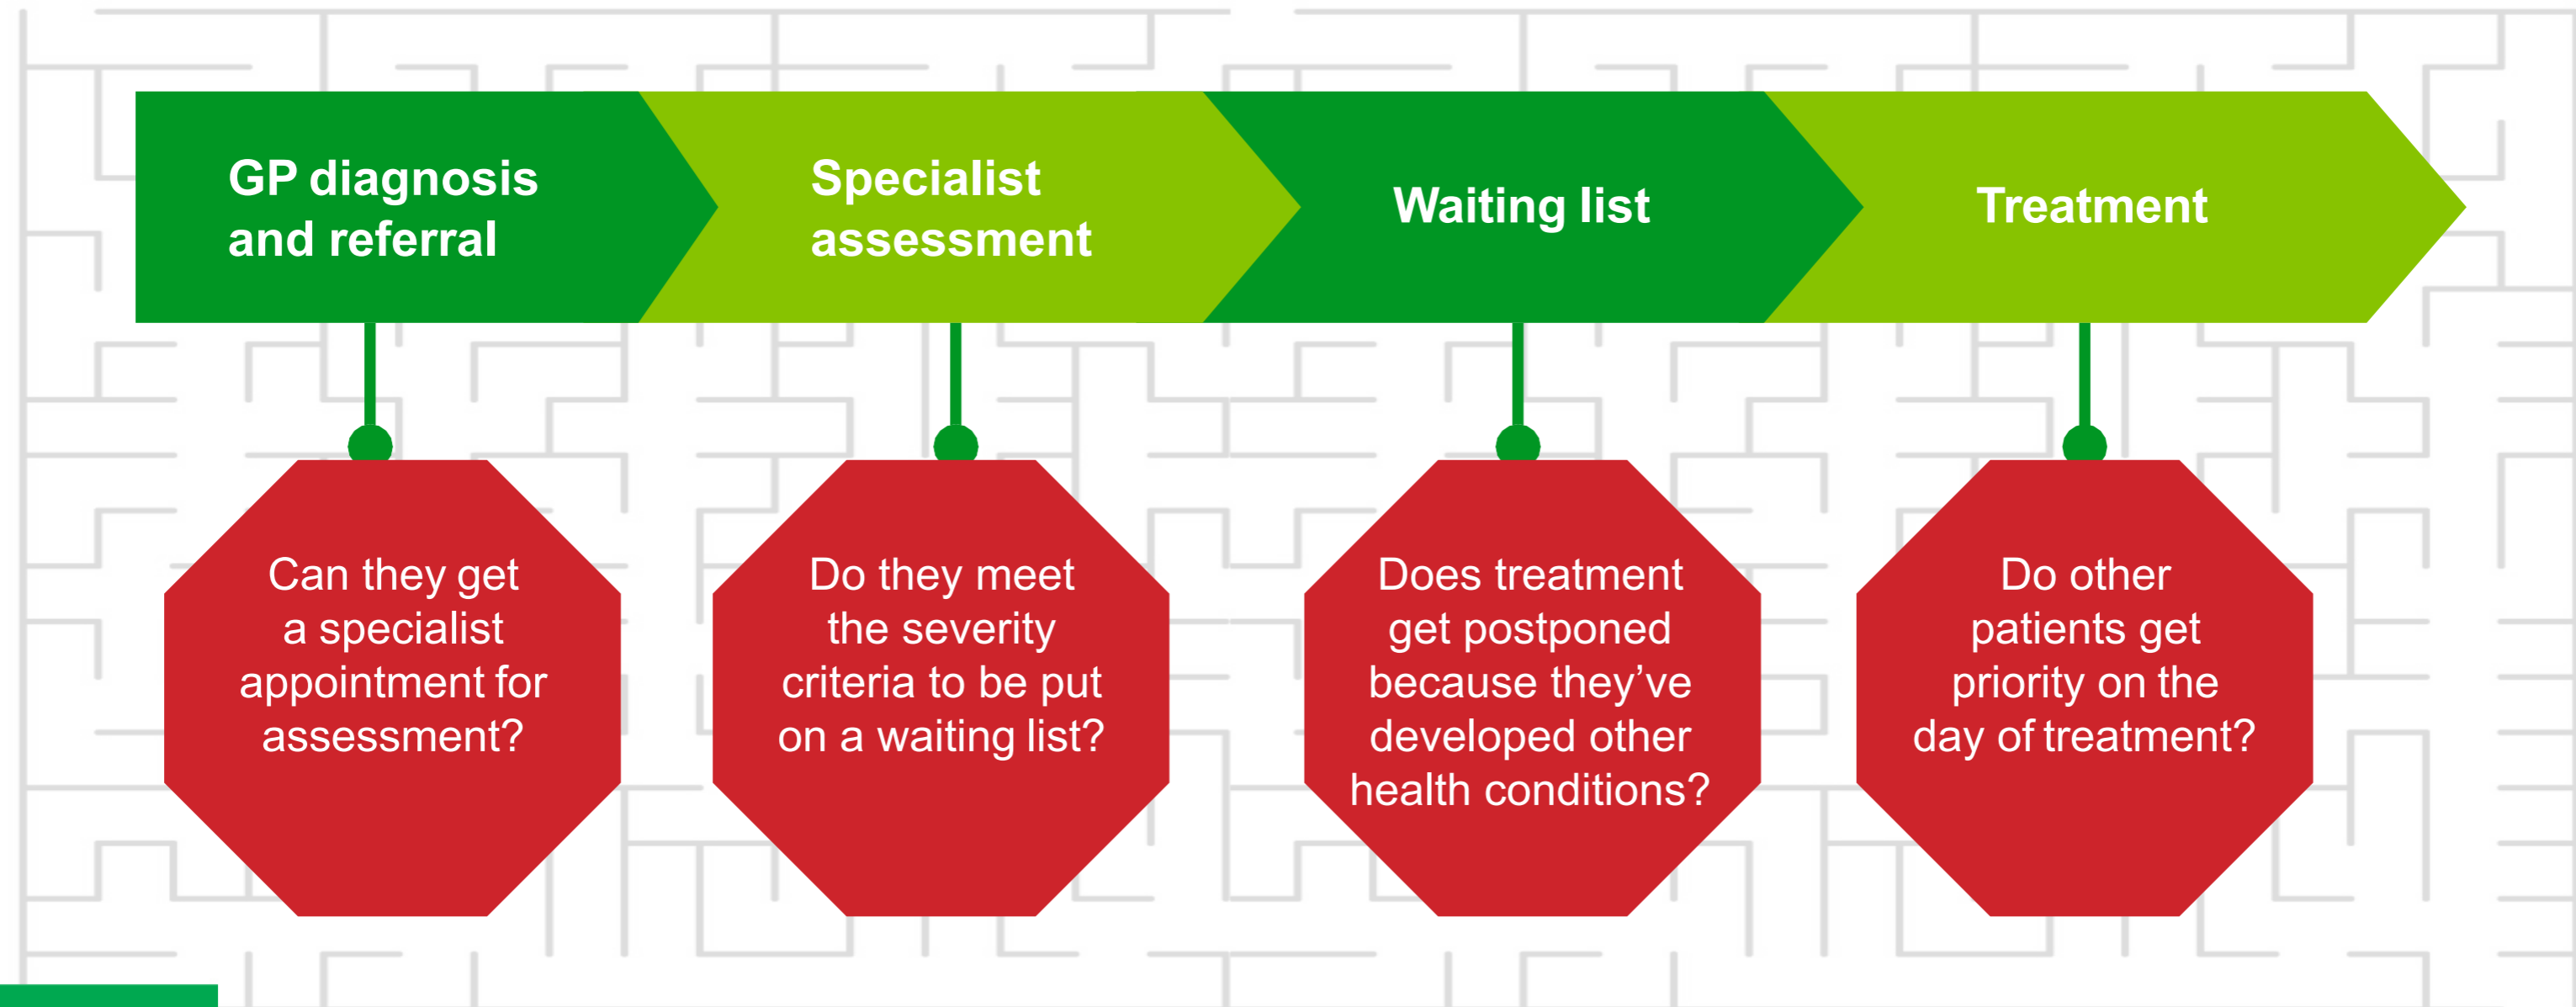 GP diagnosis
and referral
Specialist
assessment
Waiting list
Treatment
Can they get
a specialist
appointment for
assessment?
Do they meet
the severity
criteria to be put
on a waiting list?
Does treatment
get postponed
because they’ve
developed other
health conditions?
Do other
patients get
priority on the
day of treatment?